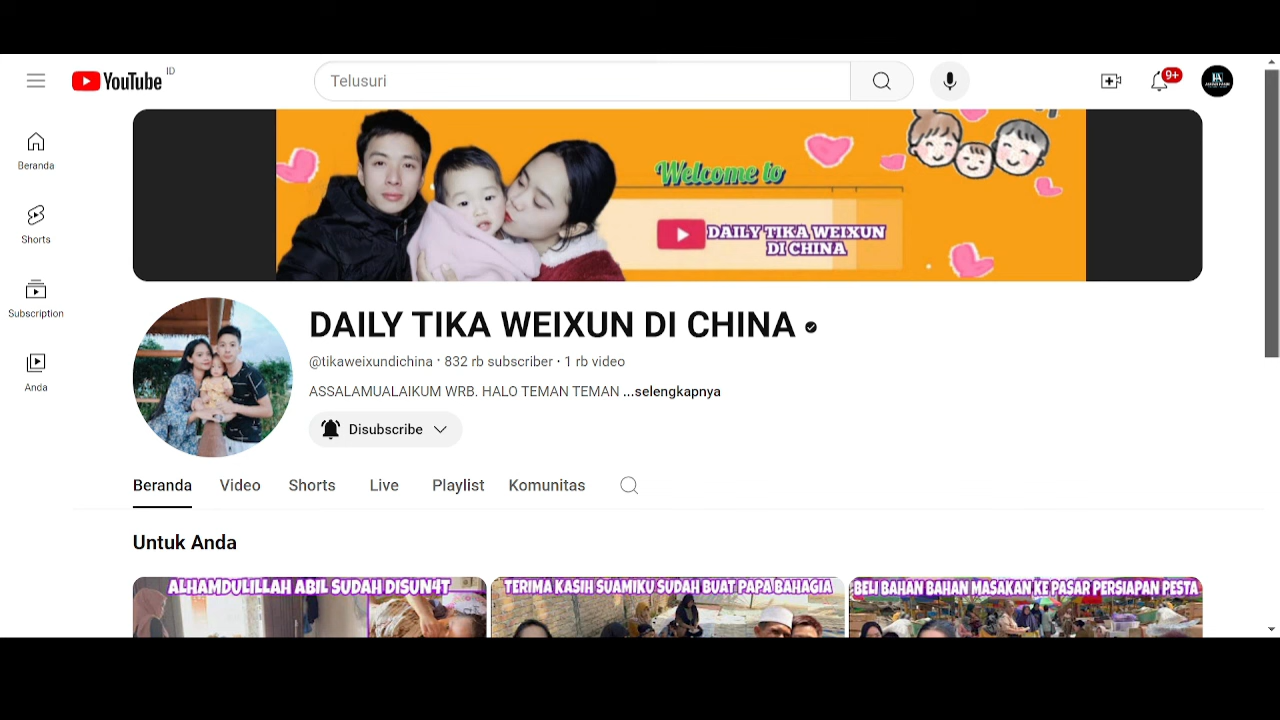 YouTube ID
Telusuri
9+
Beranda
Shorts
Subscription
Anda
Welcome to
DAILY TIKA WEIXUN
DI CHINA
DAILY TIKA WEIXUN DI CHINA
@tikaweixundichina · 832 rb subscriber · 1 rb video
ASSALAMUALAIKUM WRB. HALO TEMAN TEMAN ...selengkapnya
Disubscribe
Beranda Video Shorts Live Playlist Komunitas
Untuk Anda
ALHAMDULILLAH ABIL SUDAH DISUN4T
TERIMA KASIH SUAMIKU SUDAH BUAT PAPA BAHAGIA
BELI BAHAN BAHAN MASAKAN KE PASAR PERSIAPAN PESTA